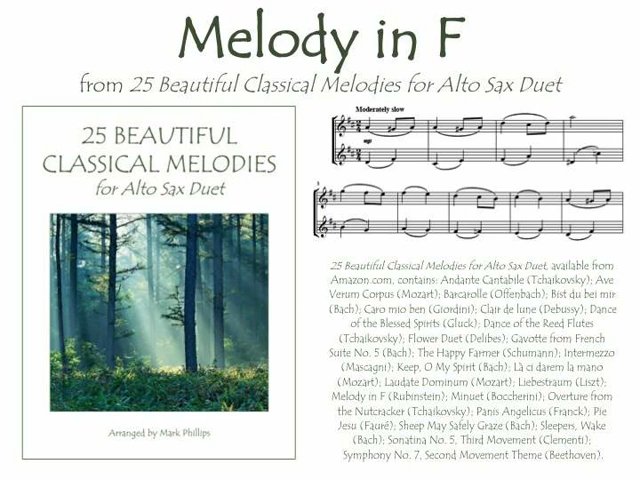 Melody in F
from 25 Beautiful Classical Melodies for Alto Sax Duet
25 BEAUTIFUL
CLASSICAL MELODIES
for Alto Sax Duet
Arranged by Mark Phillips
Moderately slow
mp
5
25 Beautiful Classical Melodies for Alto Sax Duet, available from
Amazon.com, contains: Andante Cantabile (Tchaikovsky); Ave
Verum Corpus (Mozart); Barcarolle (Offenbach); Bist du bei mir
(Bach); Caro mio ben (Giordini); Clair de lune (Debussy); Dance
of the Blessed Spirits (Gluck); Dance of the Reed Flutes
(Tchaikovsky); Flower Duet (Delibes); Gavotte from French
Suite No. 5 (Bach); The Happy Farmer (Schumann); Intermezzo
(Mascagni); Keep, O My Spirit (Bach); Là ci darem la mano
(Mozart); Laudate Dominum (Mozart); Liebestraum (Liszt);
Melody in F (Rubinstein); Minuet (Boccherini); Overture from
the Nutcracker (Tchaikovsky); Panis Angelicus (Franck); Pie
Jesu (Fauré); Sheep May Safely Graze (Bach); Sleepers, Wake
(Bach); Sonatina No. 5, Third Movement (Clementi);
Symphony No. 7, Second Movement Theme (Beethoven).